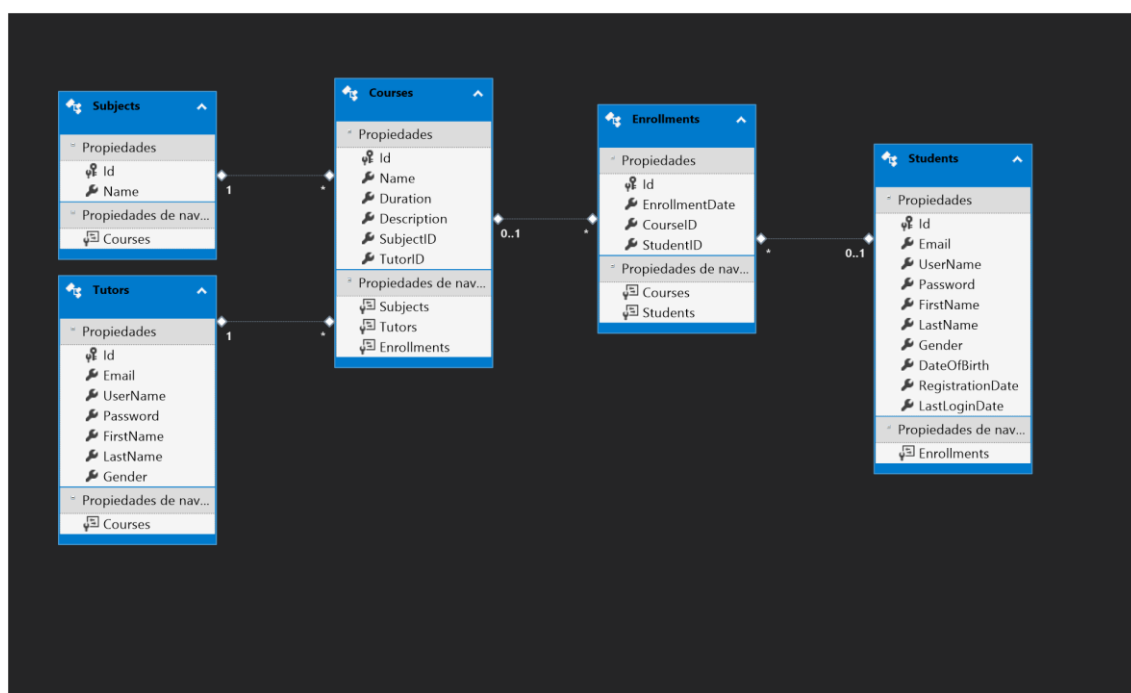 Subjects
Propiedades
Id
Name
Propiedades de nav...
Courses
1
*
Tutors
Propiedades
Id
Email
UserName
Password
FirstName
LastName
Gender
Propiedades de nav...
Courses
1
*
Courses
Propiedades
Id
Name
Duration
Description
SubjectID
TutorID
Propiedades de nav...
Subjects
Tutors
Enrollments
0..1
*
Enrollments
Propiedades
Id
EnrollmentDate
CourseID
StudentID
Propiedades de nav...
Courses
Students
*
0..1
Students
Propiedades
Id
Email
UserName
Password
FirstName
LastName
Gender
DateOfBirth
RegistrationDate
LastLoginDate
Propiedades de nav...
Enrollments